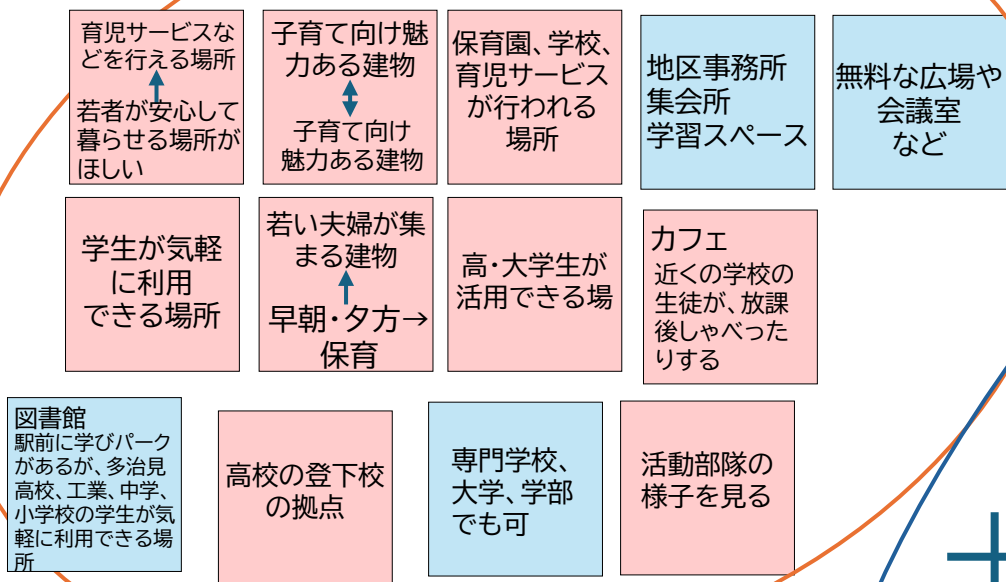 育児サービスな
どを行える場所
若者が安心して
暮らせる場所が
ほしい
子育て向け魅
力ある建物
子育て向け
魅力ある建物
保育園、学校、
育児サービス
が行われる
場所
地区事務所
集会所
学習スペース
無料な広場や
会議室
など
学生が気軽
に利用
できる場所
若い夫婦が集
まる建物
早朝・夕方→
保育
高・大学生が
活用できる場
カフェ
近くの学校の
生徒が、放課
後しゃべった
りする
図書館
駅前に学びパーク
があるが、多治見
高校、工業、中学、
小学校の学生が気
軽に利用できる場
所
高校の登下校
の拠点
専門学校、
大学、学部
でも可
活動部隊の
様子を見る